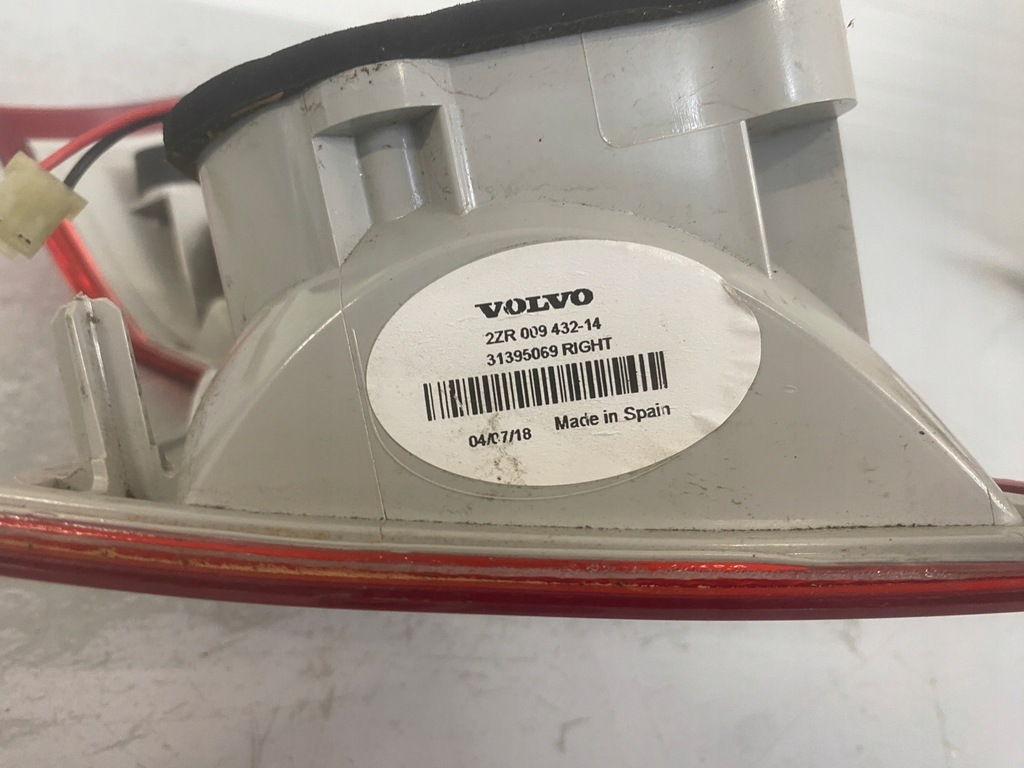 VOLVO
2ZR 009 432-14
31395069 RIGHT
04/07/18 Made in Spain